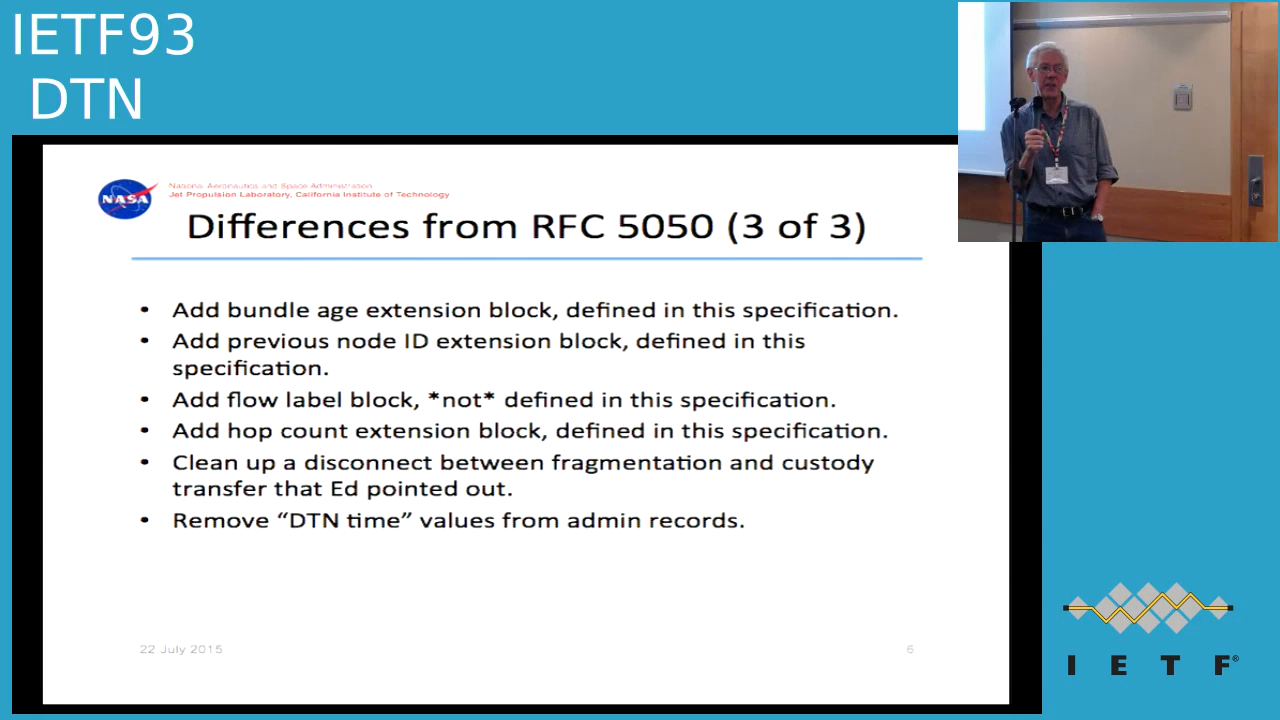 IETF93
DTN
NASA
National Aeronautics and Space Administration
Jet Propulsion Laboratory, California Institute of Technology
Differences from RFC 5050 (3 of 3)
• Add bundle age extension block, defined in this specification.
• Add previous node ID extension block, defined in this
specification.
• Add flow label block, *not* defined in this specification.
• Add hop count extension block, defined in this specification.
• Clean up a disconnect between fragmentation and custody
transfer that Ed pointed out.
• Remove “DTN time” values from admin records.
22 July 2015
6
I E T F®